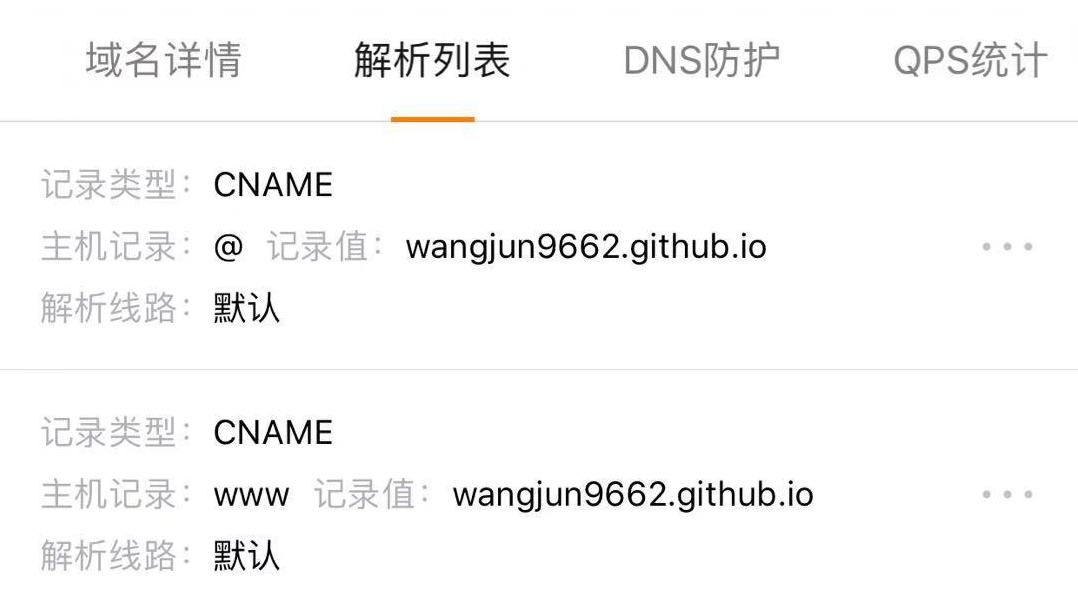 域名详情 解析列表 DNS防护 QPS统计
记录类型：CNAME
主机记录：@ 记录值：wangjun9662.github.io
解析线路：默认
记录类型：CNAME
主机记录：www 记录值：wangjun9662.github.io
解析线路：默认